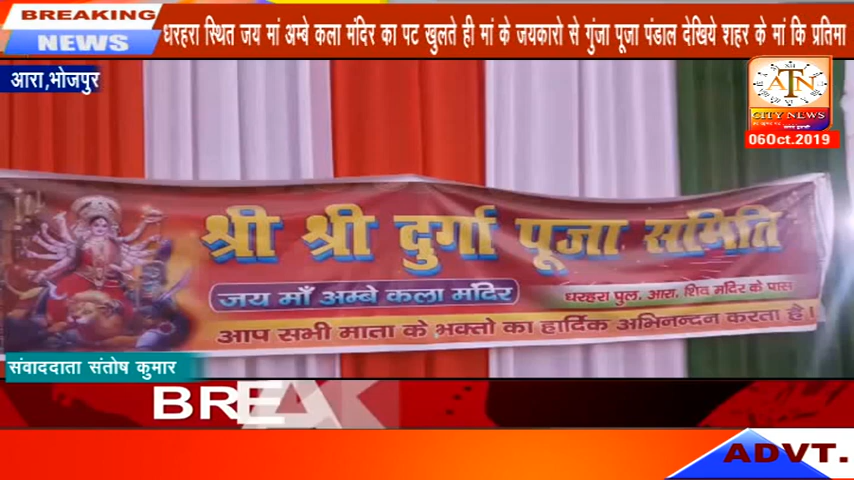 BREAKING
NEWS
धरहरा स्थित जय मां अम्बे कला मंदिर का पट खुलते ही मां के जयकारो से गुंजा पूजा पंडाल देखिये शहर के मां कि प्रतिमा
आरा,भोजपुर
ATN
CITY NEWS
06Oct.2019
श्री श्री दुर्गा पूजा समिति
जय माँ अम्बे कला मंदिर
धरहरा पुल, आरा, शिव मंदिर के पास
आप सभी माता के भक्तो का हार्दिक अभिनन्दन करता है।
संवाददाता संतोष कुमार
BREAK
ADVT.